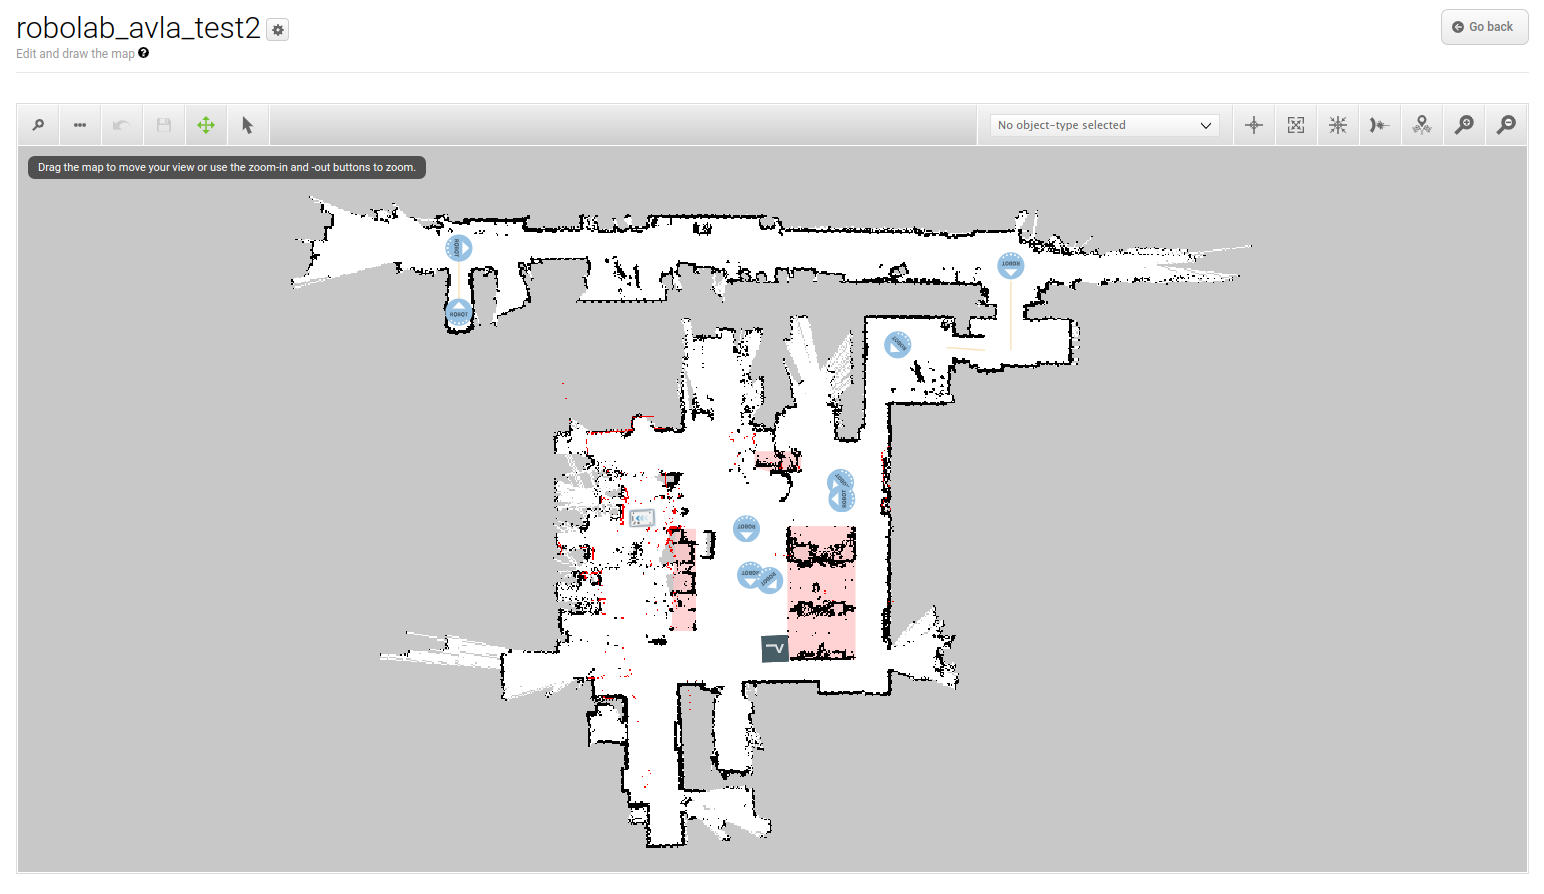 robolab_avla_test2
Go back
Edit and draw the map
No object-type selected
Drag the map to move your view or use the zoom-in and -out buttons to zoom.
ROBOT
ROBOT
ROBOT
ROBOT
ROBOT
ROBOT
ROBOT
ROBOT
ROBOT